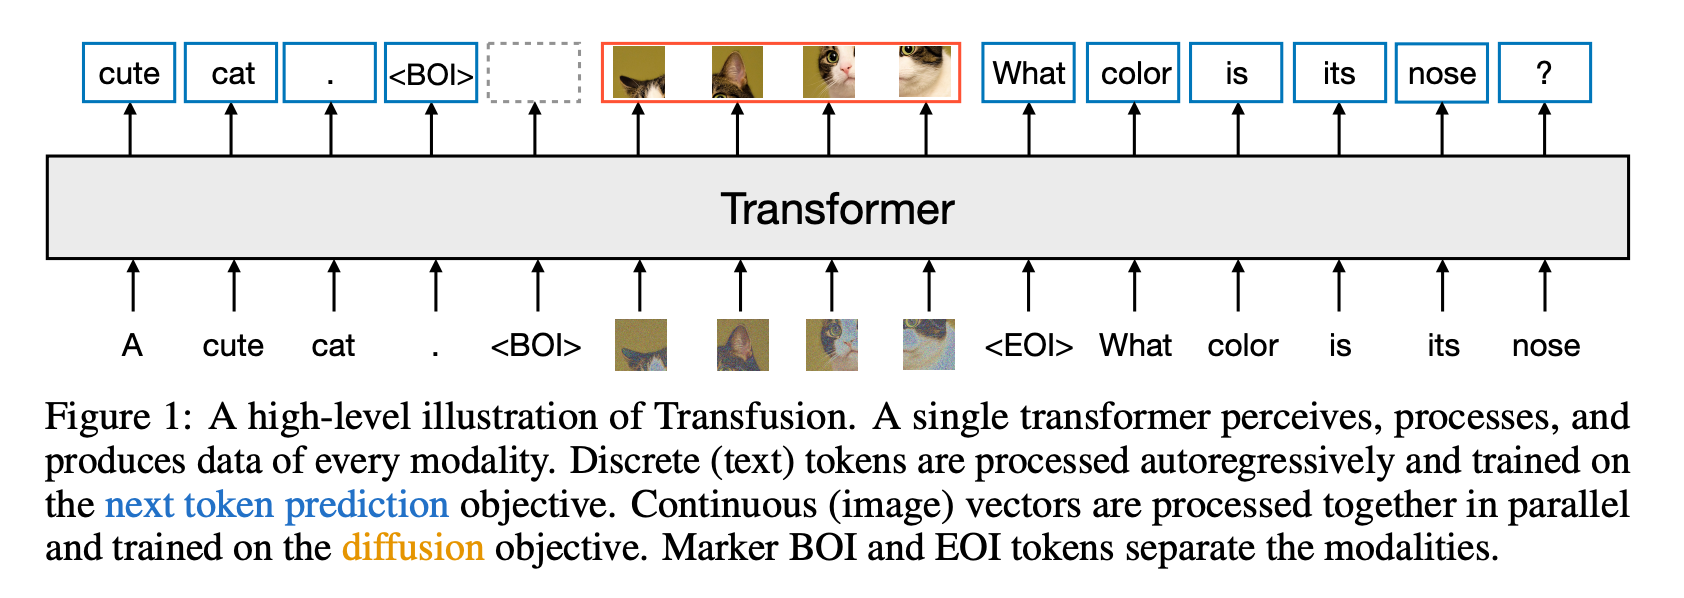 cute cat . <BOI> What color is its nose ?
Transformer
A cute cat . <BOI> <EOI> What color is its nose
Figure 1: A high-level illustration of Transfusion. A single transformer perceives, processes, and
produces data of every modality. Discrete (text) tokens are processed autoregressively and trained on
the next token prediction objective. Continuous (image) vectors are processed together in parallel
and trained on the diffusion objective. Marker BOI and EOI tokens separate the modalities.